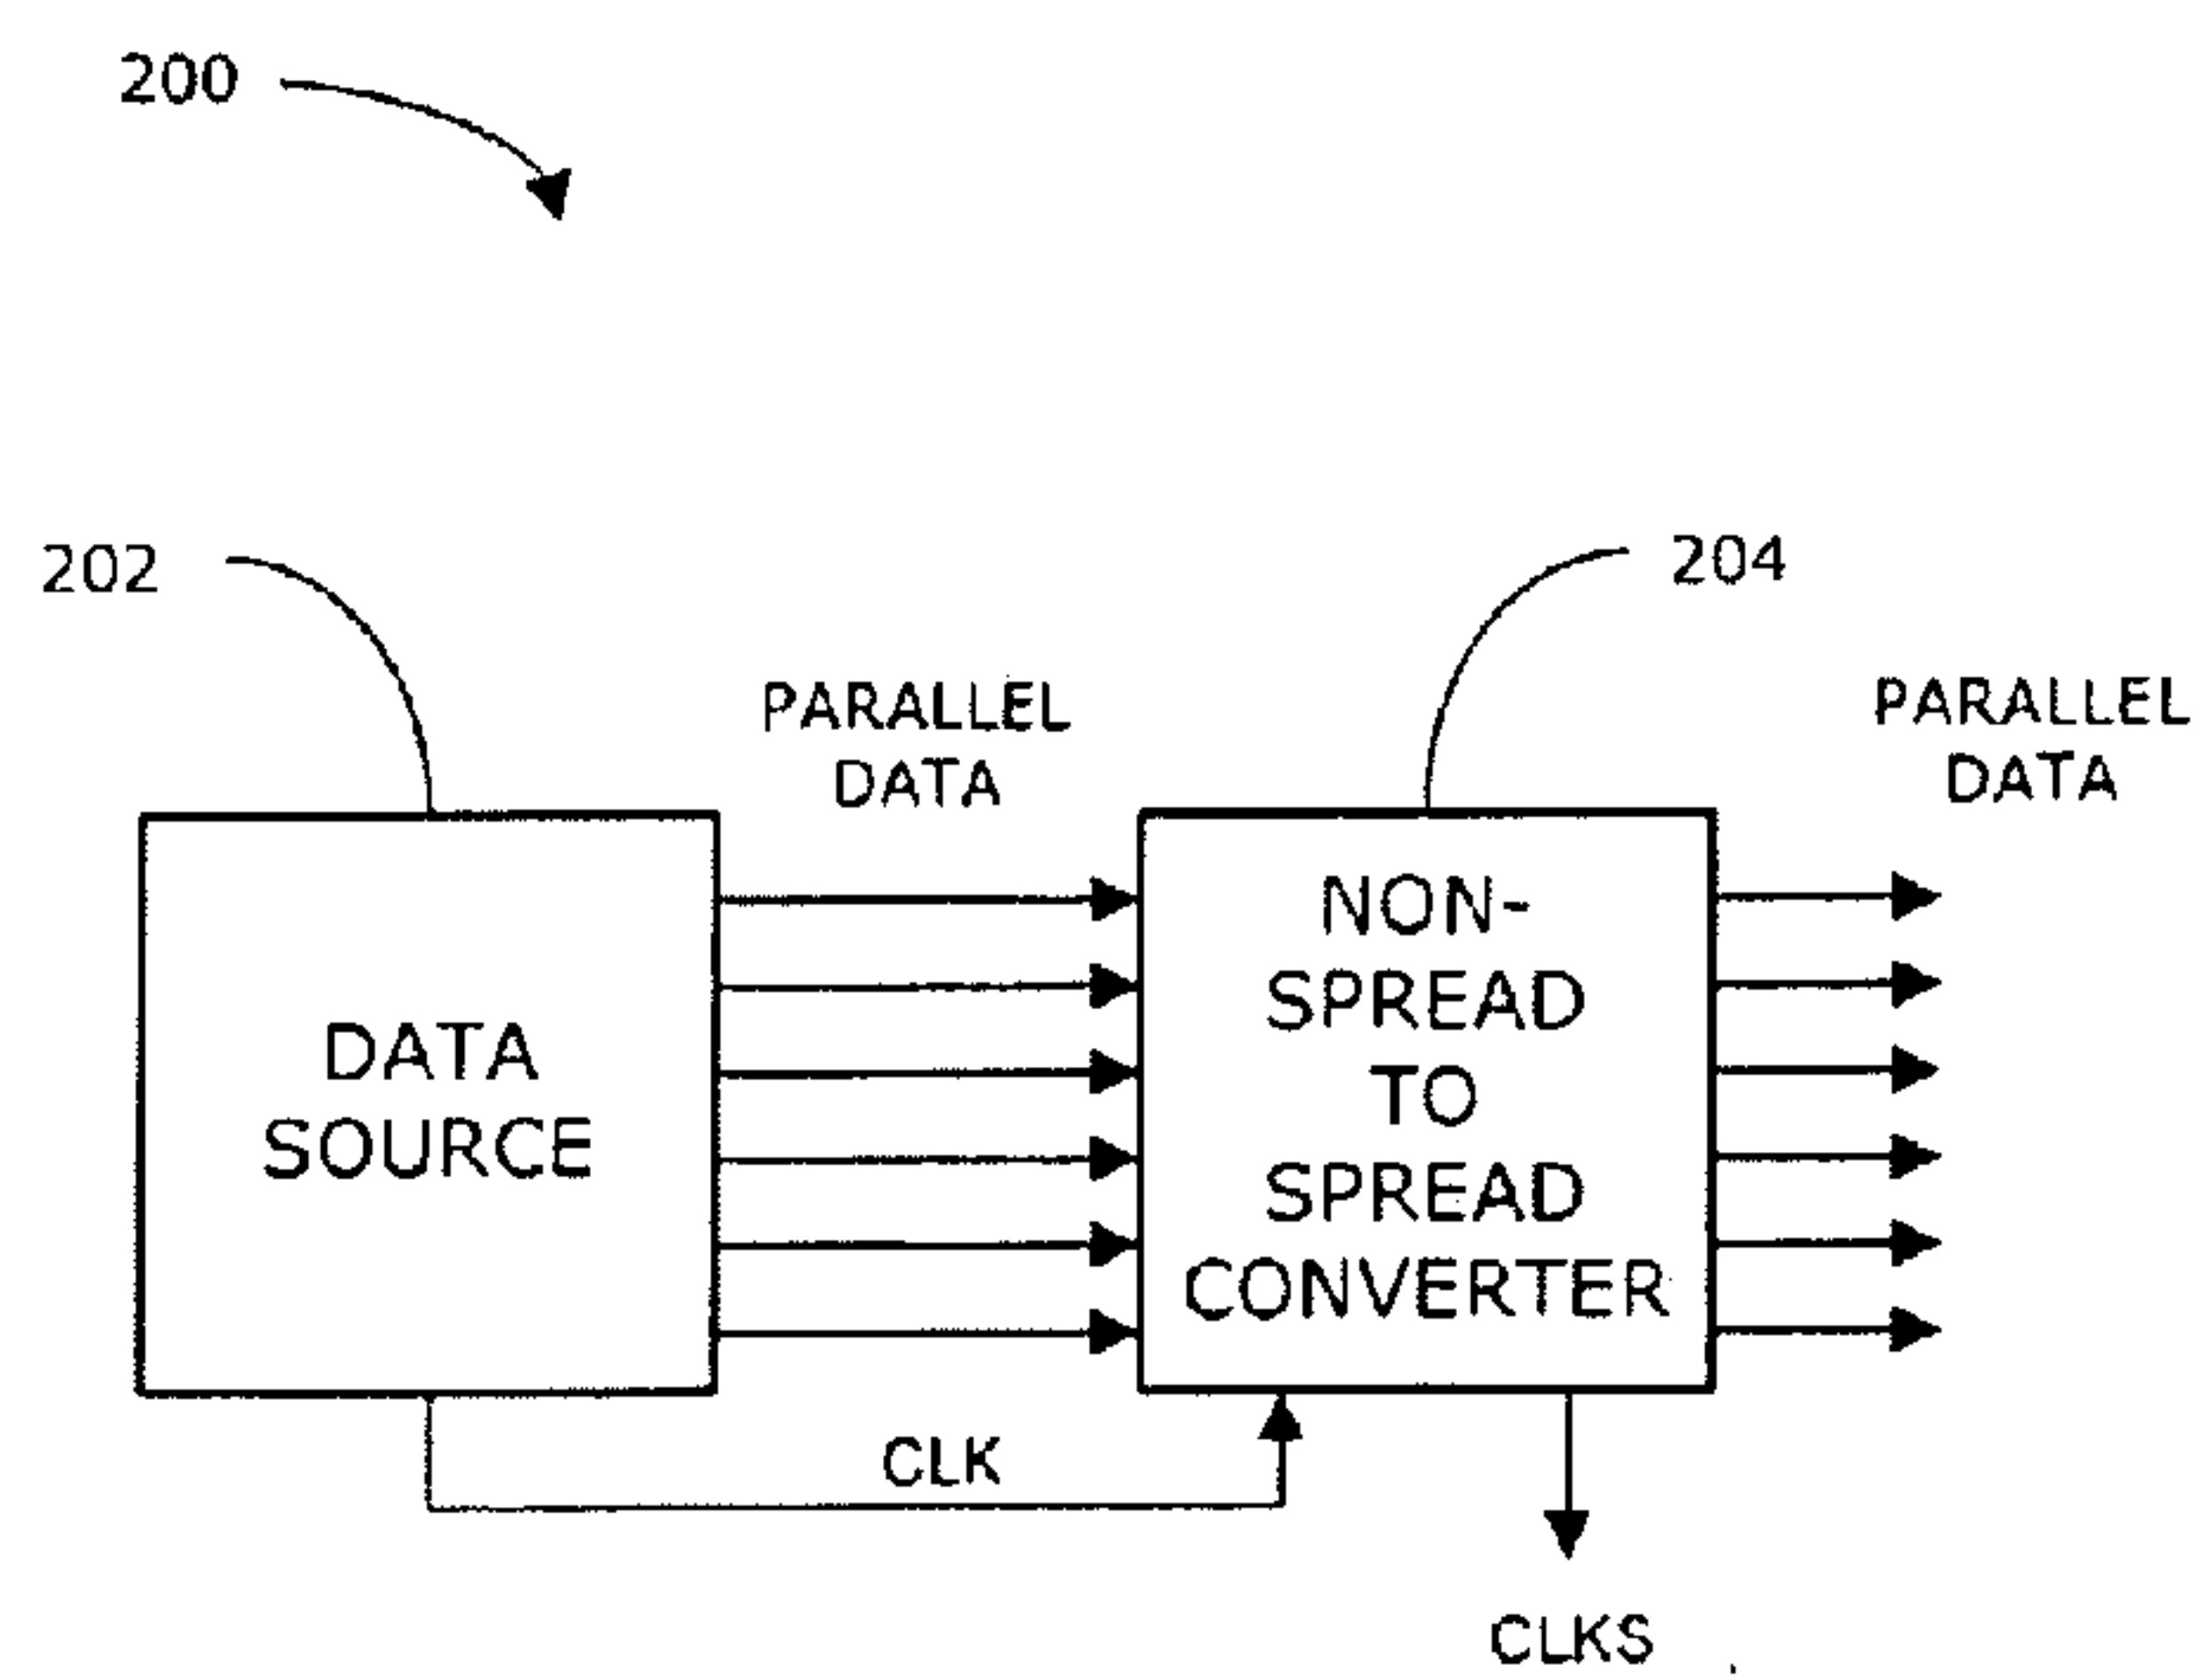 200
202
204
PARALLEL
DATA
PARALLEL
DATA
DATA
SOURCE
NON-
SPREAD
TO
SPREAD
CONVERTER
CLK
CLKS